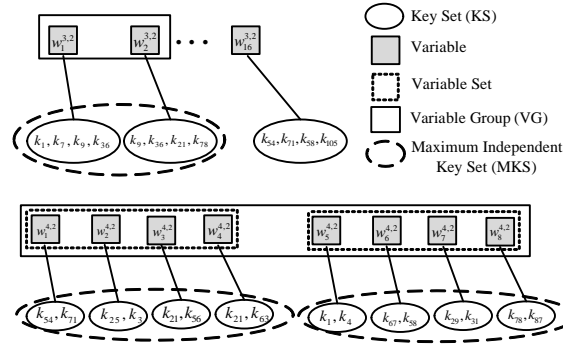 w_1^{3,2} w_2^{3,2} ... w_16^{3,2}
k_1, k_7, k_9, k_36
k_9, k_36, k_21, k_78
k_54, k_71, k_58, k_105
Key Set (KS)
Variable
Variable Set
Variable Group (VG)
Maximum Independent
Key Set (MKS)
w_1^{4,2} w_2^{4,2} w_3^{4,2} w_4^{4,2} w_5^{4,2} w_6^{4,2} w_7^{4,2} w_8^{4,2}
k_54, k_71
k_25, k_3
k_21, k_56
k_21, k_63
k_1, k_4
k_67, k_58
k_29, k_31
k_78, k_87